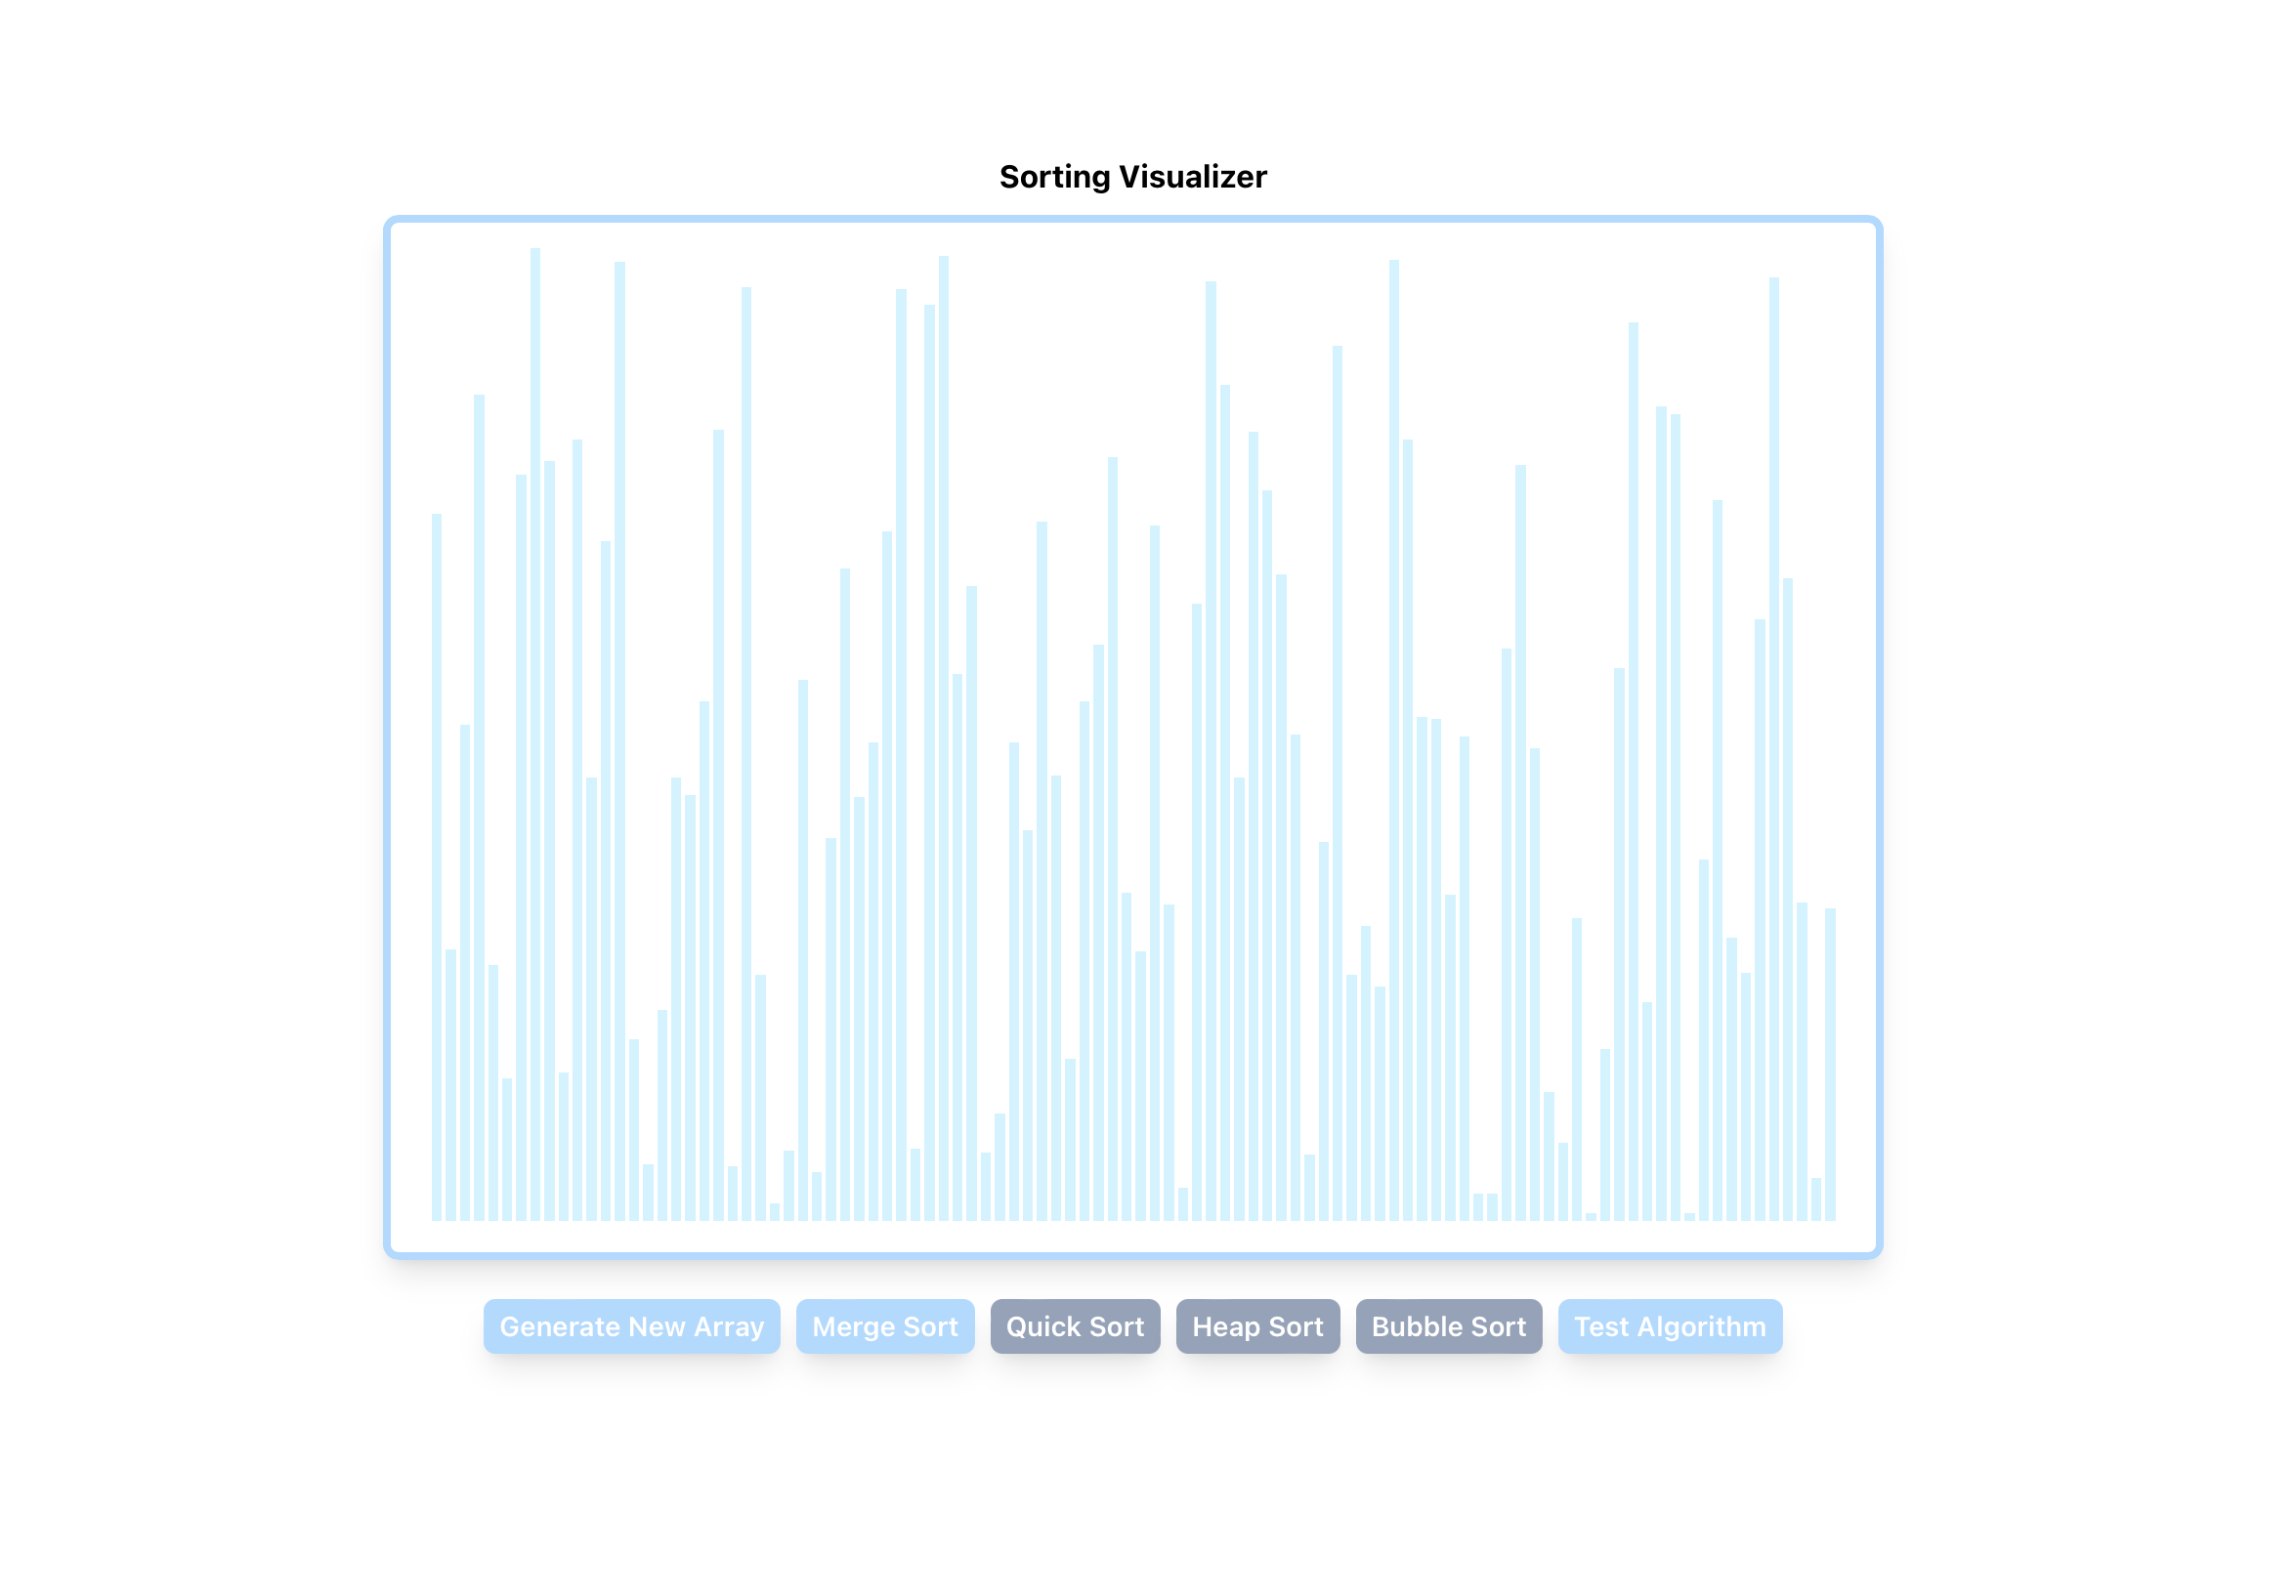 Sorting Visualizer
Generate New Array
Merge Sort
Quick Sort
Heap Sort
Bubble Sort
Test Algorithm